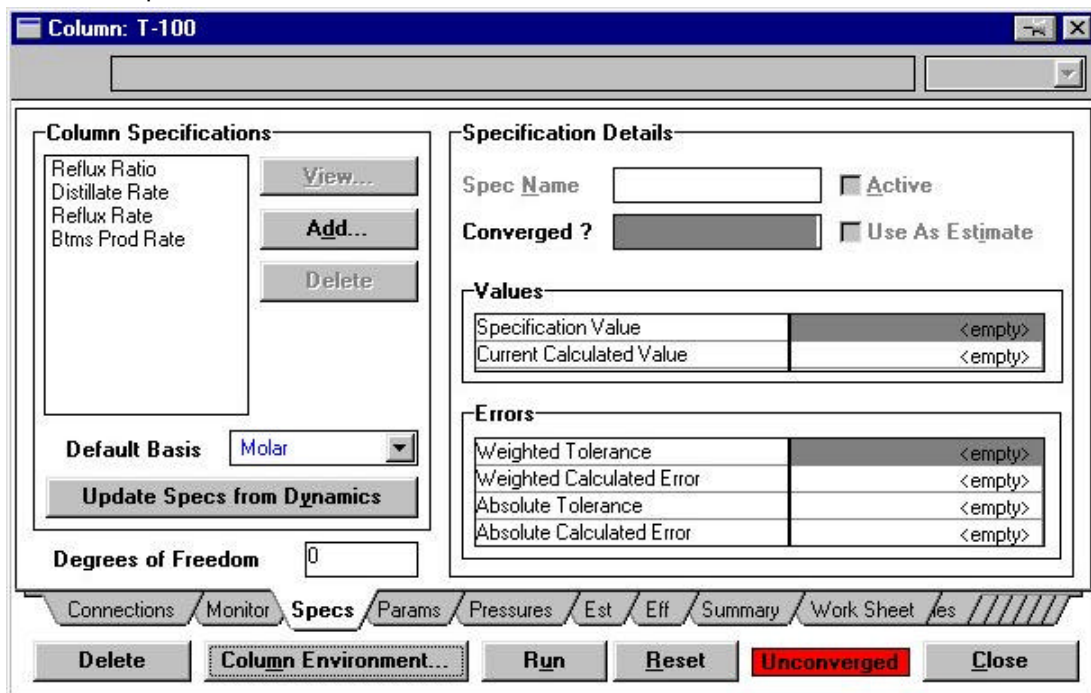 Column: T-100
Column Specifications
Reflux Ratio
Distillate Rate
Reflux Rate
Btms Prod Rate
View...
Add...
Delete
Default Basis Molar
Update Specs from Dynamics
Degrees of Freedom 0
Specification Details
Spec Name Active
Converged ? Use As Estimate
Values
Specification Value <empty>
Current Calculated Value <empty>
Errors
Weighted Tolerance <empty>
Weighted Calculated Error <empty>
Absolute Tolerance <empty>
Absolute Calculated Error <empty>
Connections Monitor Specs Params Pressures Est Eff Summary Work Sheet les
Delete Column Environment... Run Reset Unconverged Close